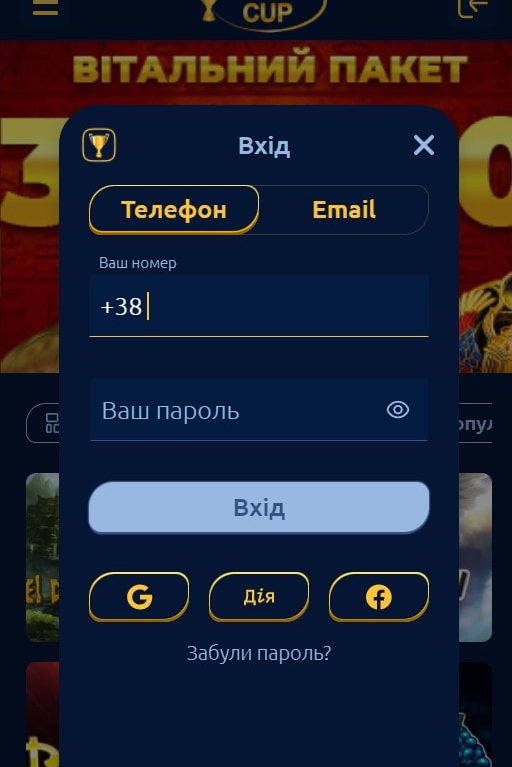 CUP
ВІТАЛЬНИЙ ПАКЕТ
Вхід
Телефон
Email
Ваш номер
+38
Ваш пароль
Вхід
G
Дія
Забули пароль?